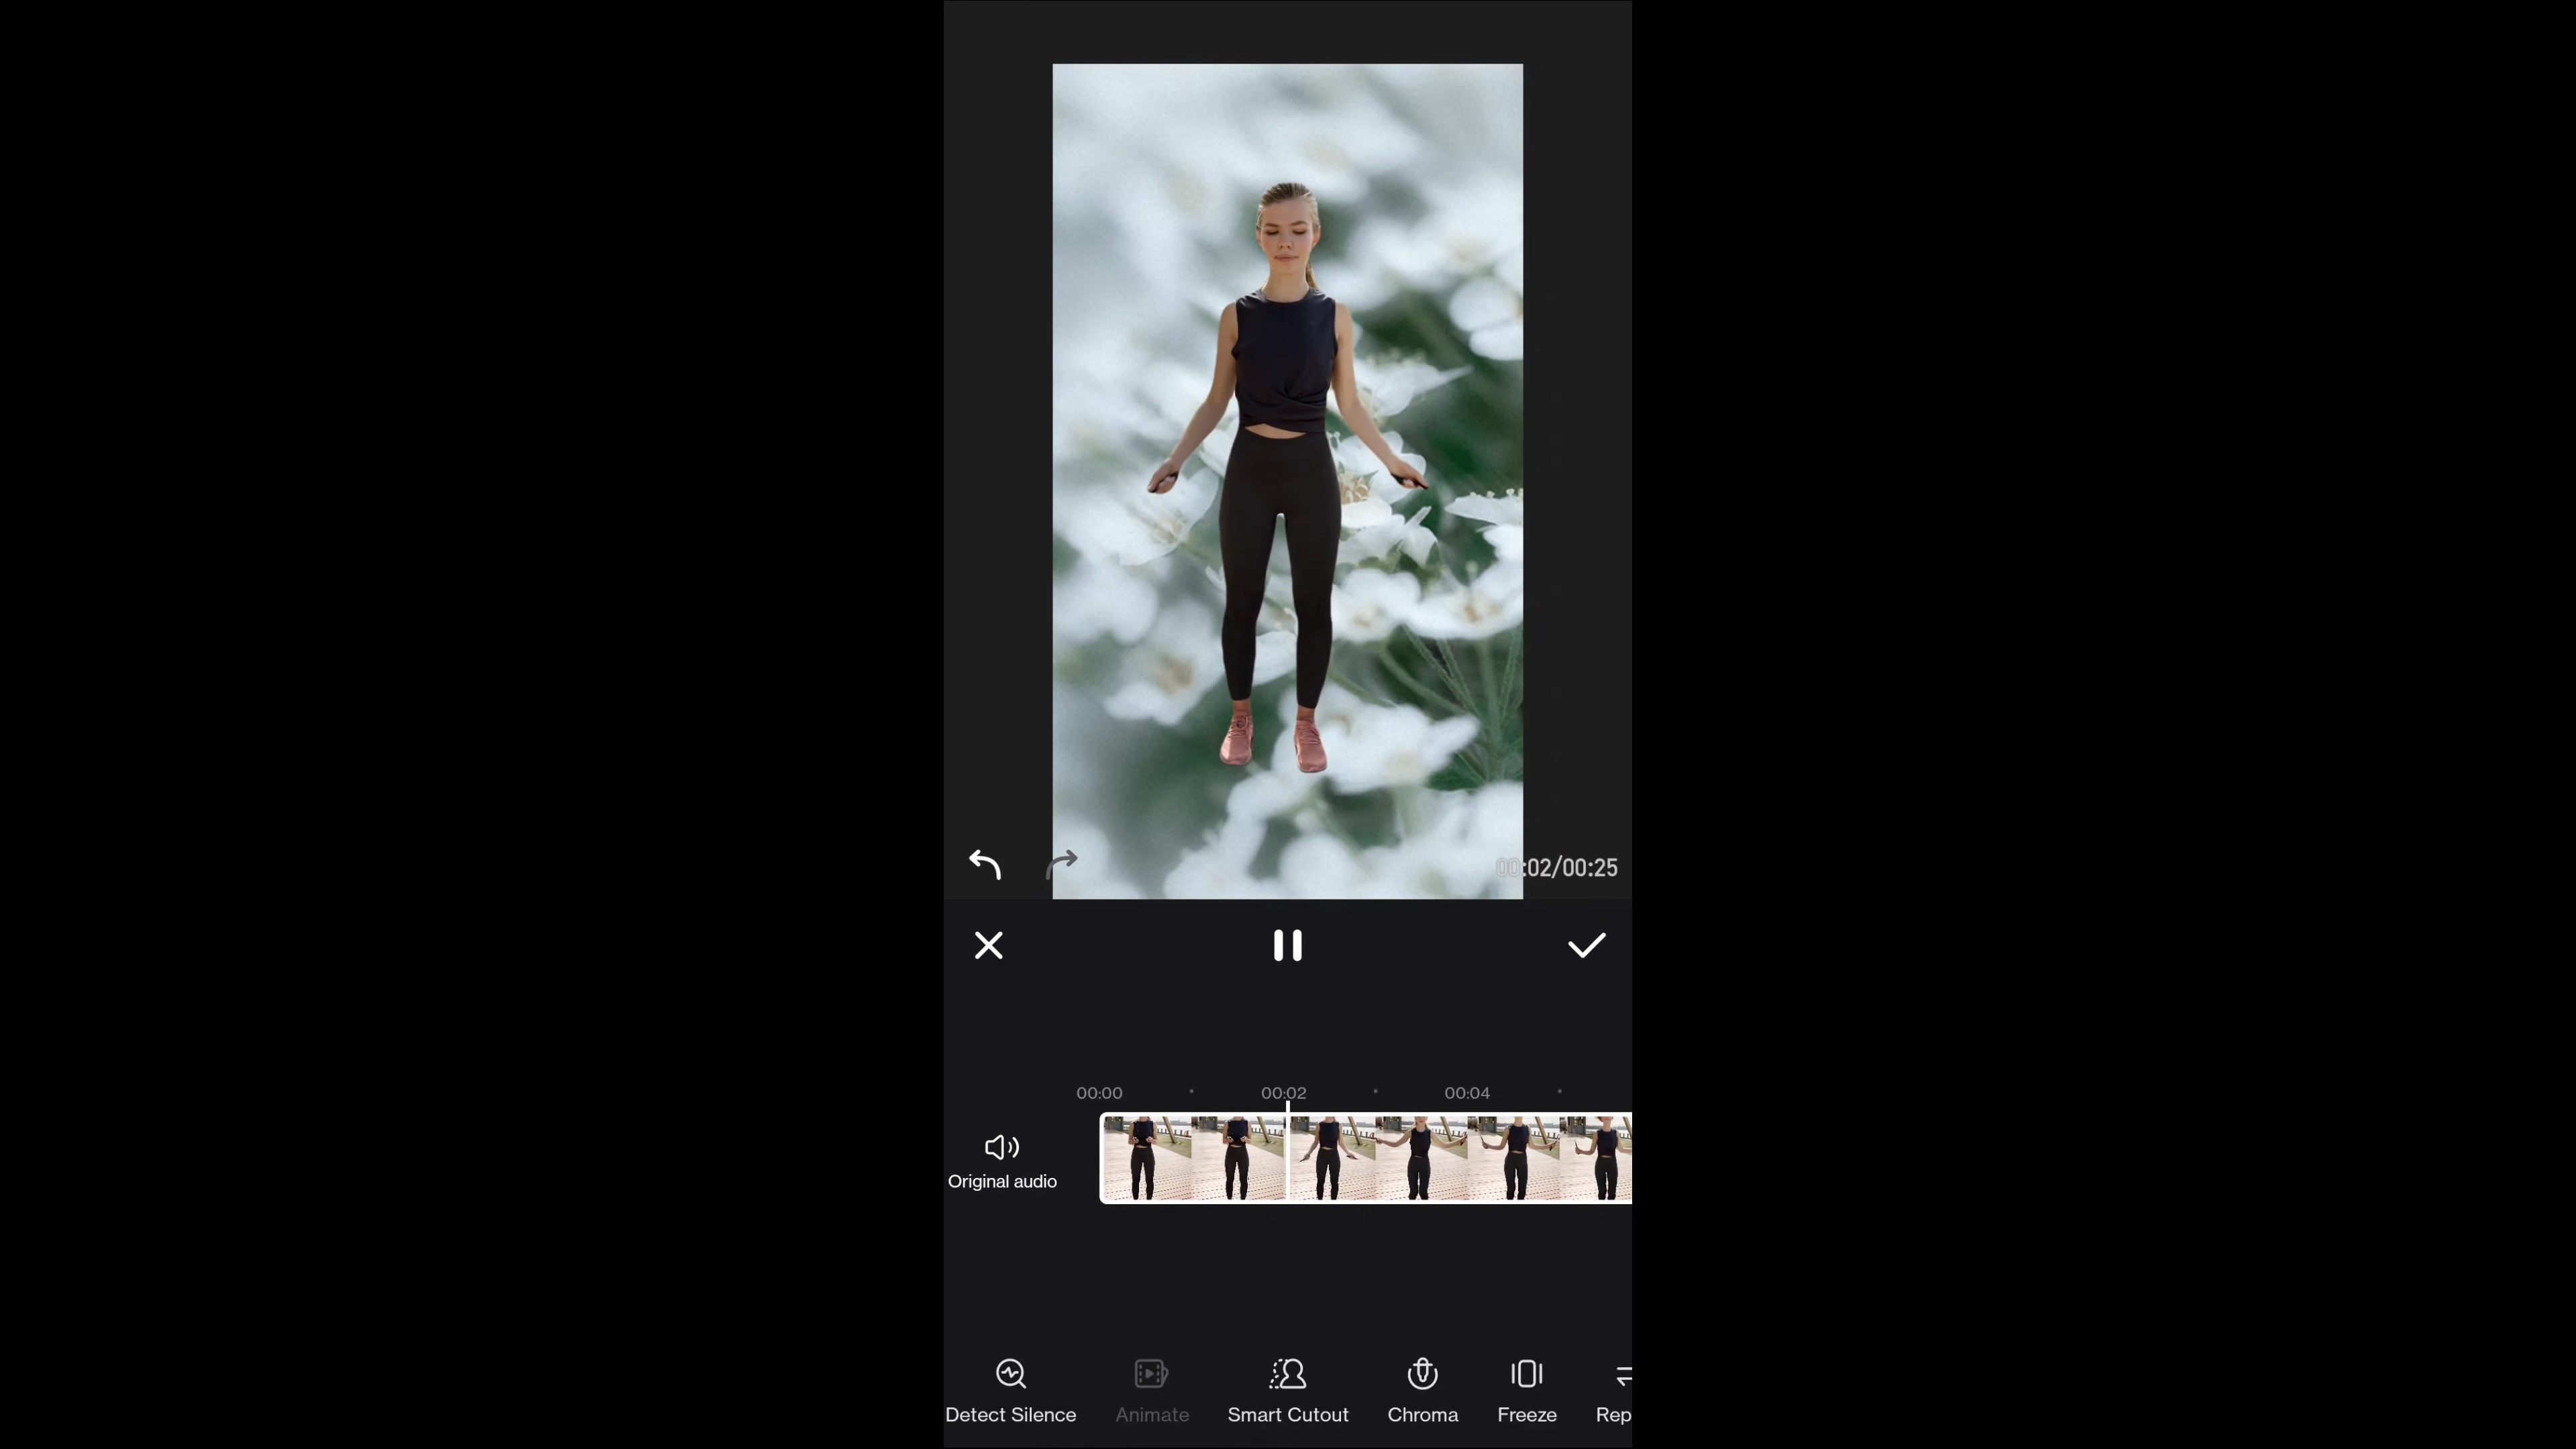 00:02/00:25
00:00
00:02
00:04
Original audio
Detect Silence
Animate
Smart Cutout
Chroma
Freeze
Rep